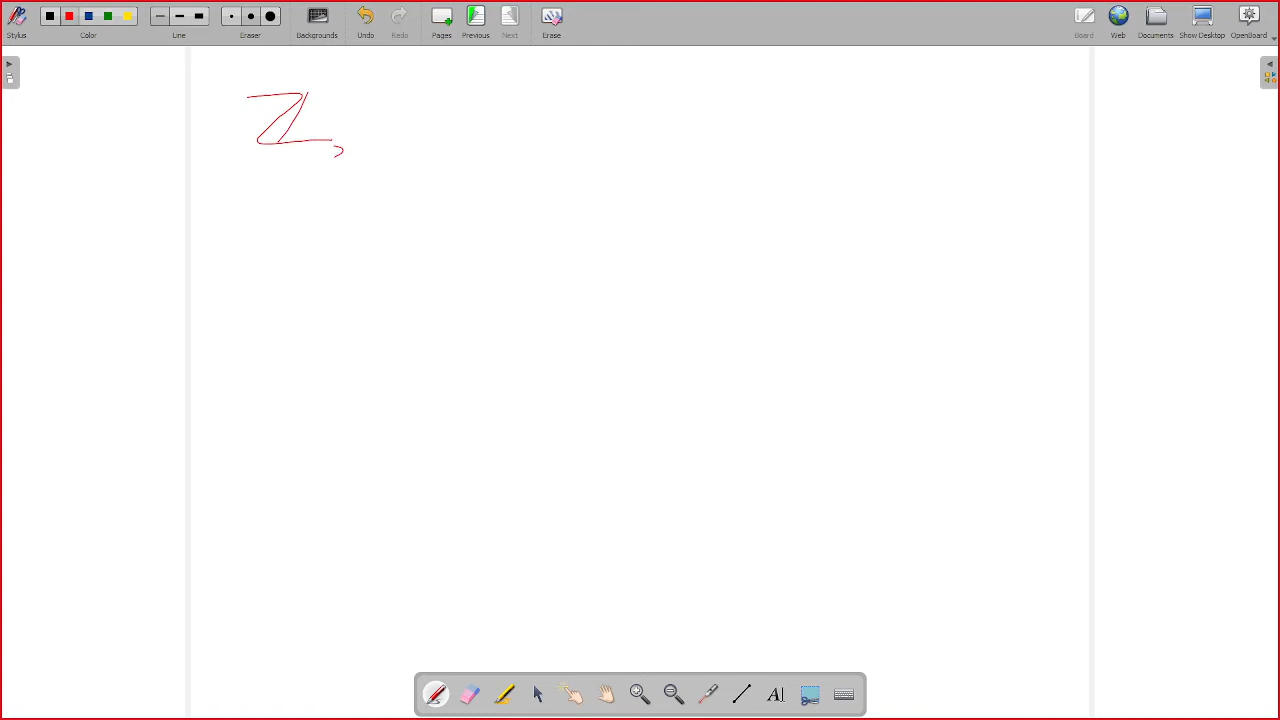 Stylus
Color
Line
Eraser
Backgrounds
Undo
Redo
Pages
Previous
Next
Erase
Board
Web
Documents
Show Desktop
OpenBoard
ℤ,